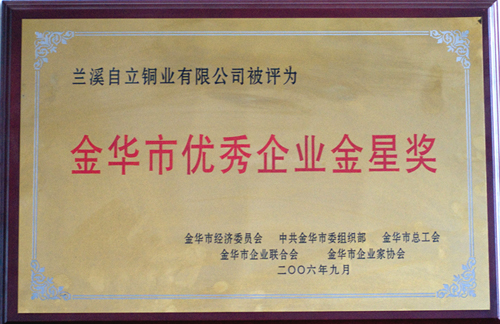 兰溪自立铜业有限公司被评为
金华市优秀企业金星奖
金华市经济委员会 中共金华市委组织部 金华市总工会
金华市企业联合会 金华市企业家协会
二〇〇六年九月